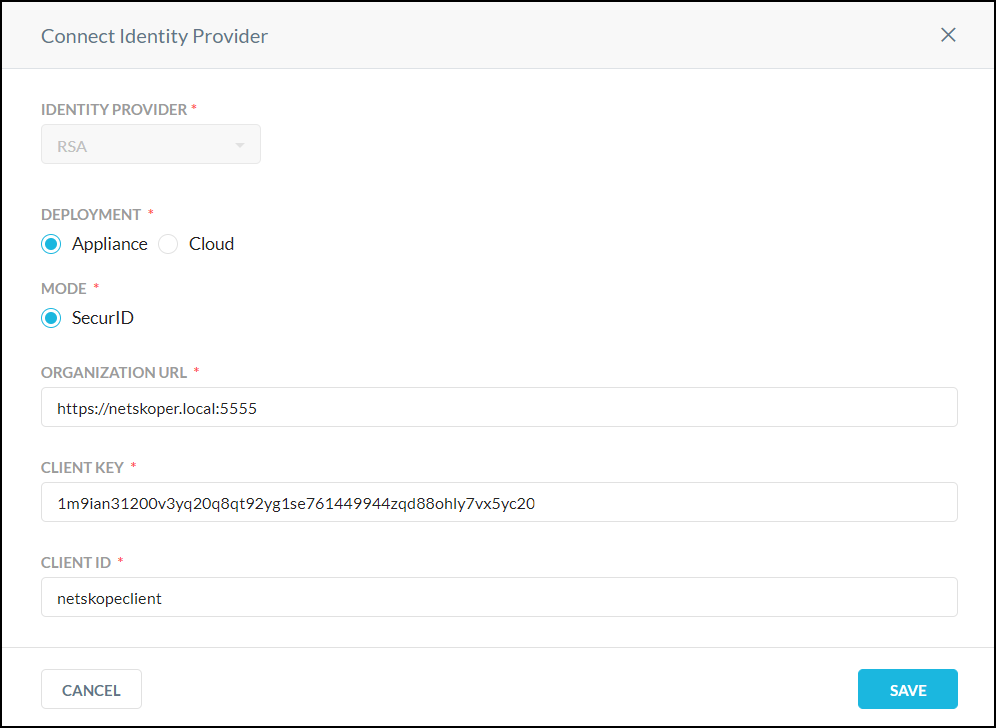 Connect Identity Provider
IDENTITY PROVIDER *
RSA
DEPLOYMENT *
Appliance Cloud
MODE *
SecurID
ORGANIZATION URL *
https://netskoper.local:5555
CLIENT KEY *
1m9ian31200v3yq20q8qt92yg1se761449944zqd88ohly7vx5yc20
CLIENT ID *
netskopeclient
CANCEL SAVE